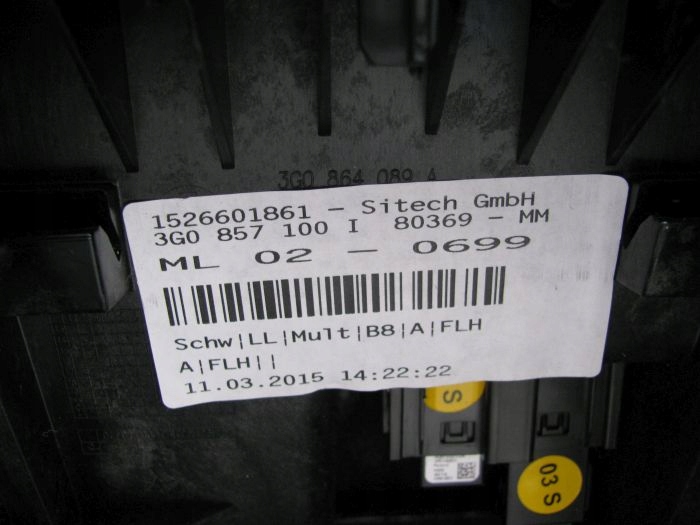 3G0 864 089 A
1526601861 - Sitech GmbH
3G0 857 100 I 80369 - MM
ML 02 - 0699
Schw|LL|Mult|B8|A|FLH
A|FLH||
11.03.2015 14:22:22
S
03 S